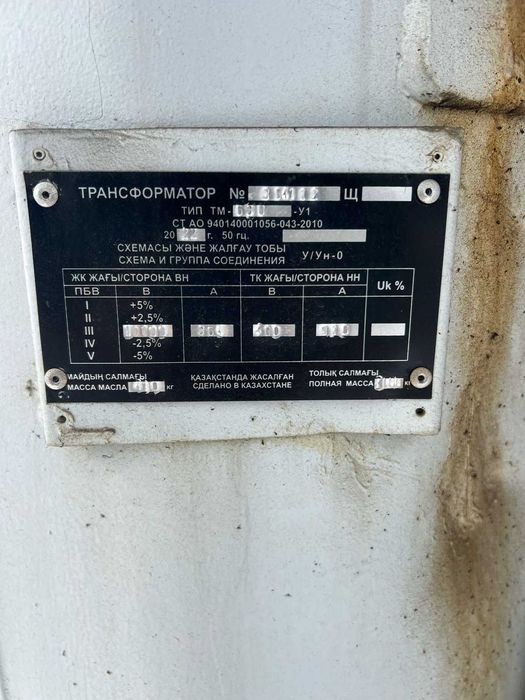 ТРАНСФОРМАТОР № Щ
ТИП ТМ- -У1
СТ АО 940140001056-043-2010
20 22 г. 50 гц.
СХЕМАСЫ ЖӘНЕ ЖАЛҒАУ ТОБЫ
СХЕМА И ГРУППА СОЕДИНЕНИЯ У/Ун-0
ЖК ЖАҒЫ/СТОРОНА ВН ТК ЖАҒЫ/СТОРОНА НН Uk %
ПБВ В А В А
I +5%
II +2,5%
III 400
IV -2,5%
V -5%
МАЙДЫҢ САЛМАҒЫ ҚАЗАҚСТАНДА ЖАСАЛҒАН ТОЛЫҚ САЛМАҒЫ
МАССА МАСЛА кг СДЕЛАНО В КАЗАХСТАНЕ ПОЛНАЯ МАССА кг